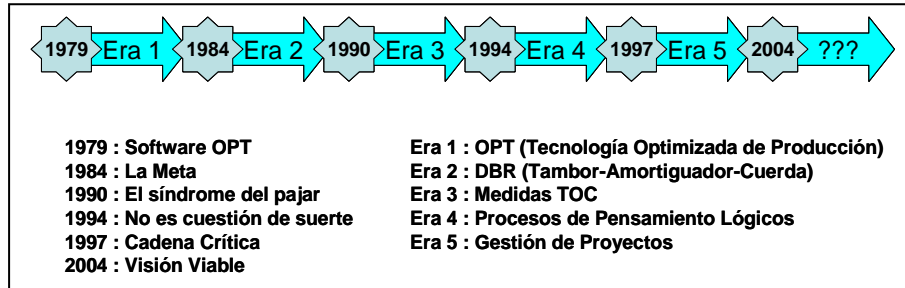 1979 Era 1 1984 Era 2 1990 Era 3 1994 Era 4 1997 Era 5 2004 ???
1979 : Software OPT
1984 : La Meta
1990 : El síndrome del pajar
1994 : No es cuestión de suerte
1997 : Cadena Crítica
2004 : Visión Viable
Era 1 : OPT (Tecnología Optimizada de Producción)
Era 2 : DBR (Tambor-Amortiguador-Cuerda)
Era 3 : Medidas TOC
Era 4 : Procesos de Pensamiento Lógicos
Era 5 : Gestión de Proyectos